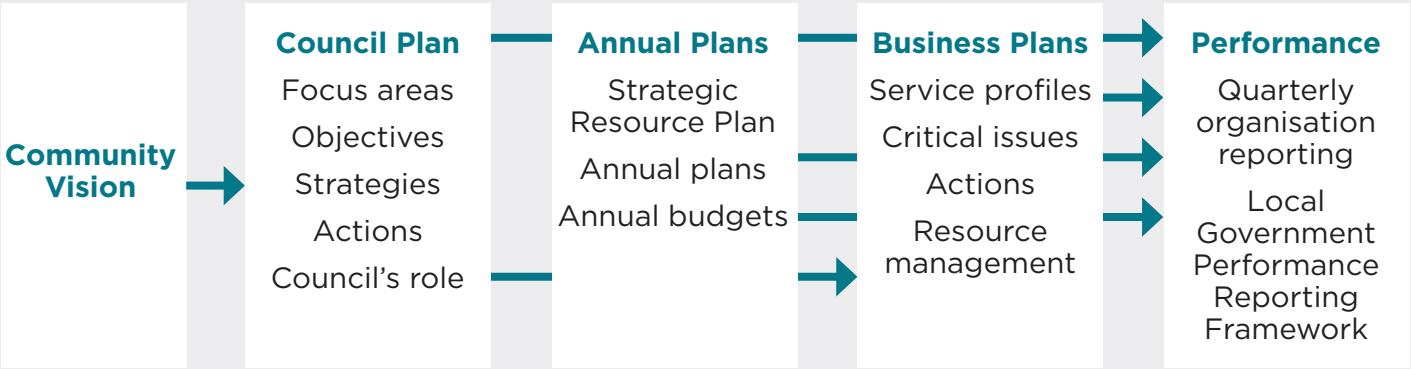 Community
Vision
Council Plan
Focus areas
Objectives
Strategies
Actions
Council’s role
Annual Plans
Strategic
Resource Plan
Annual plans
Annual budgets
Business Plans
Service profiles
Critical issues
Actions
Resource
management
Performance
Quarterly
organisation
reporting
Local
Government
Performance
Reporting
Framework